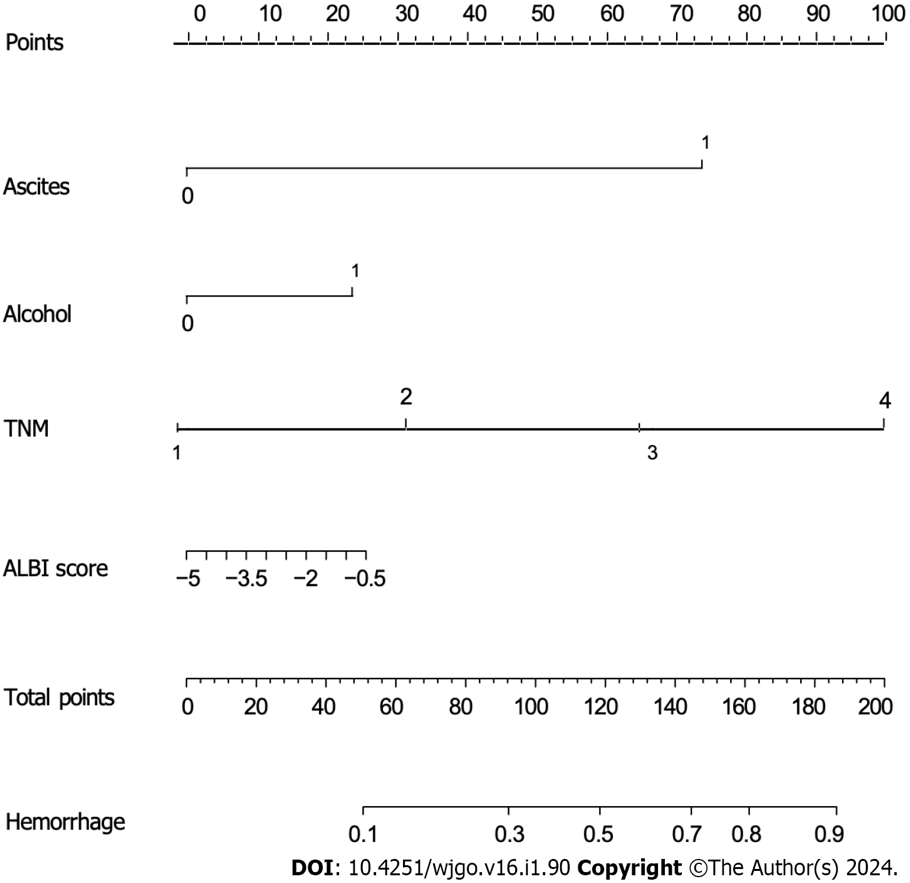 0 10 20 30 40 50 60 70 80 90 100
Points
1
Ascites
0
1
Alcohol
0
2 4
TNM
1 3
ALBI score
−5 −3.5 −2 −0.5
Total points
0 20 40 60 80 100 120 140 160 180 200
Hemorrhage
0.1 0.3 0.5 0.7 0.8 0.9
DOI: 10.4251/wjgo.v16.i1.90 Copyright ©The Author(s) 2024.